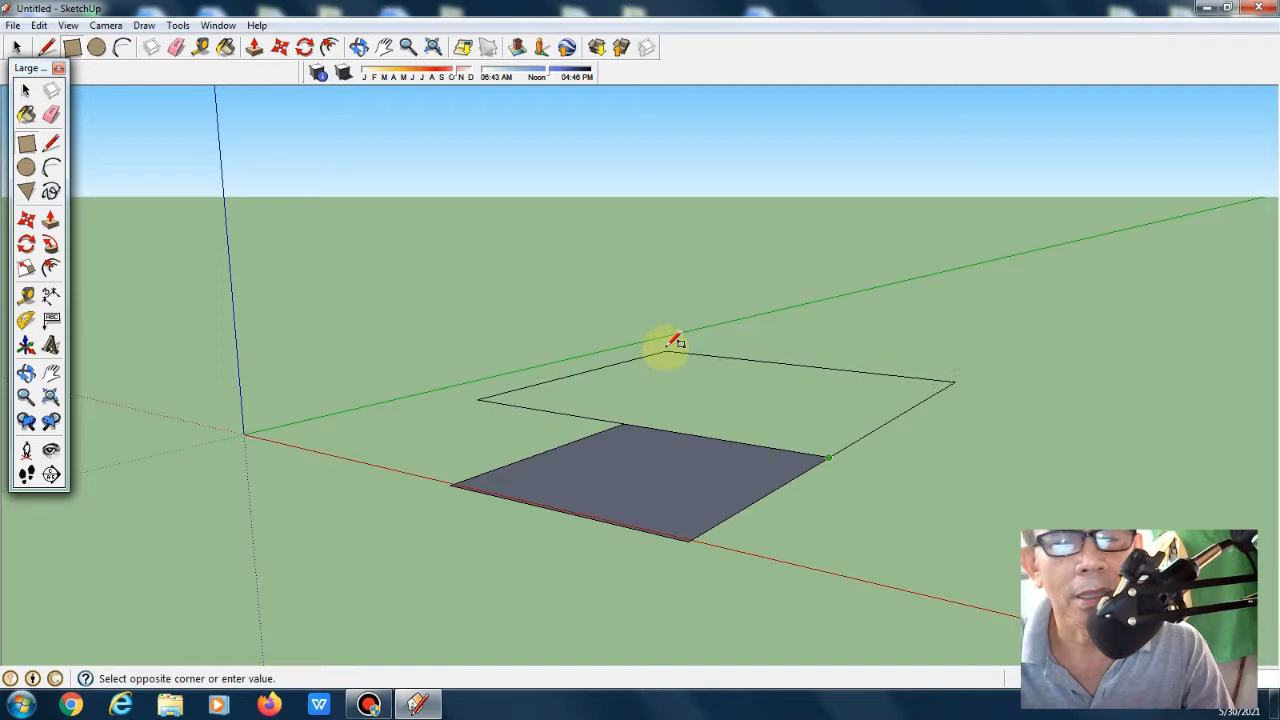 Untitled - SketchUp
File Edit View Camera Draw Tools Window Help
Large ...
J F M A M J J A S O N D 06:43 AM Noon 04:46 PM
ABC
Select opposite corner or enter value.
5/30/2021